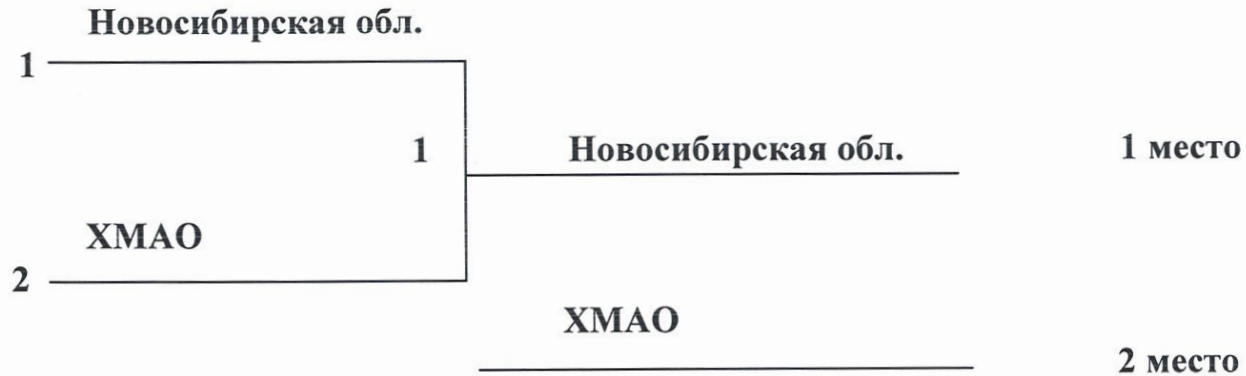 Новосибирская обл.
1
1 Новосибирская обл. 1 место
ХМАО
2
ХМАО
2 место